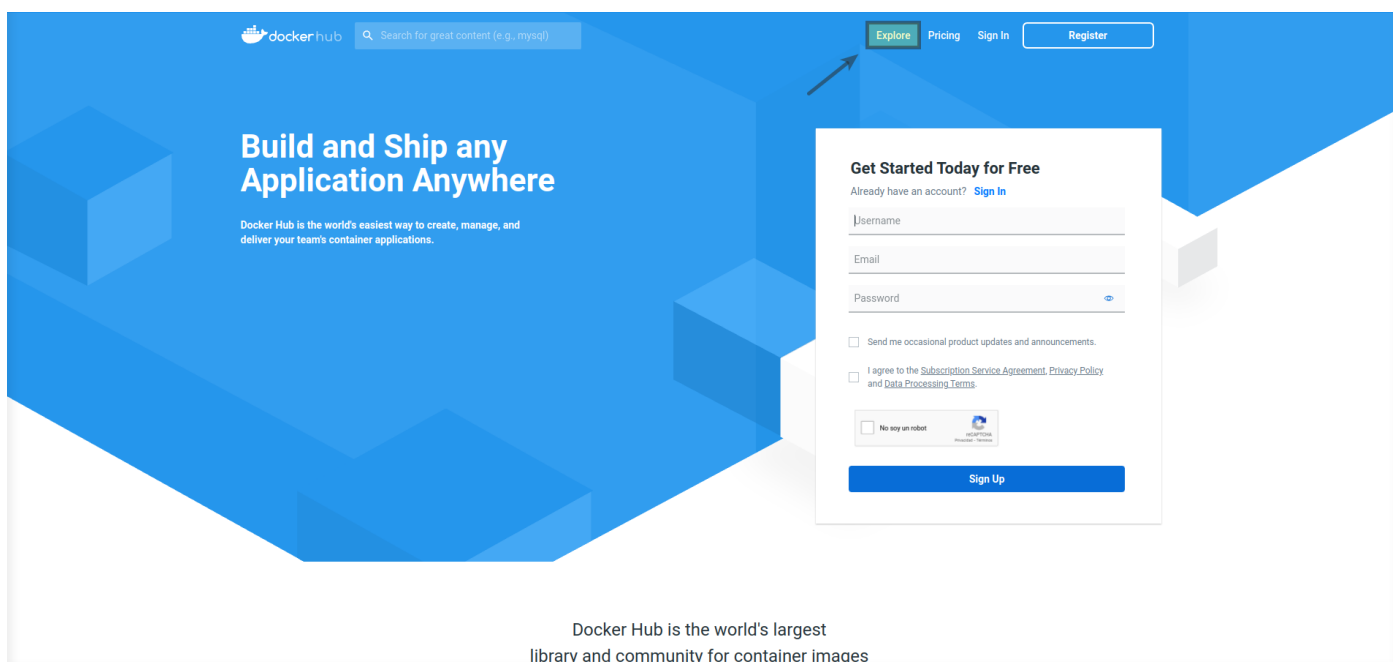 dockerhub
Search for great content (e.g., mysql)
Explore
Pricing
Sign In
Register
Build and Ship any
Application Anywhere
Docker Hub is the world's easiest way to create, manage, and
deliver your team's container applications.
Get Started Today for Free
Already have an account? Sign In
Username
Email
Password
Send me occasional product updates and announcements.
I agree to the Subscription Service Agreement, Privacy Policy
and Data Processing Terms.
No soy un robot
reCAPTCHA
Privacidad - Términos
Sign Up
Docker Hub is the world's largest
library and community for container images